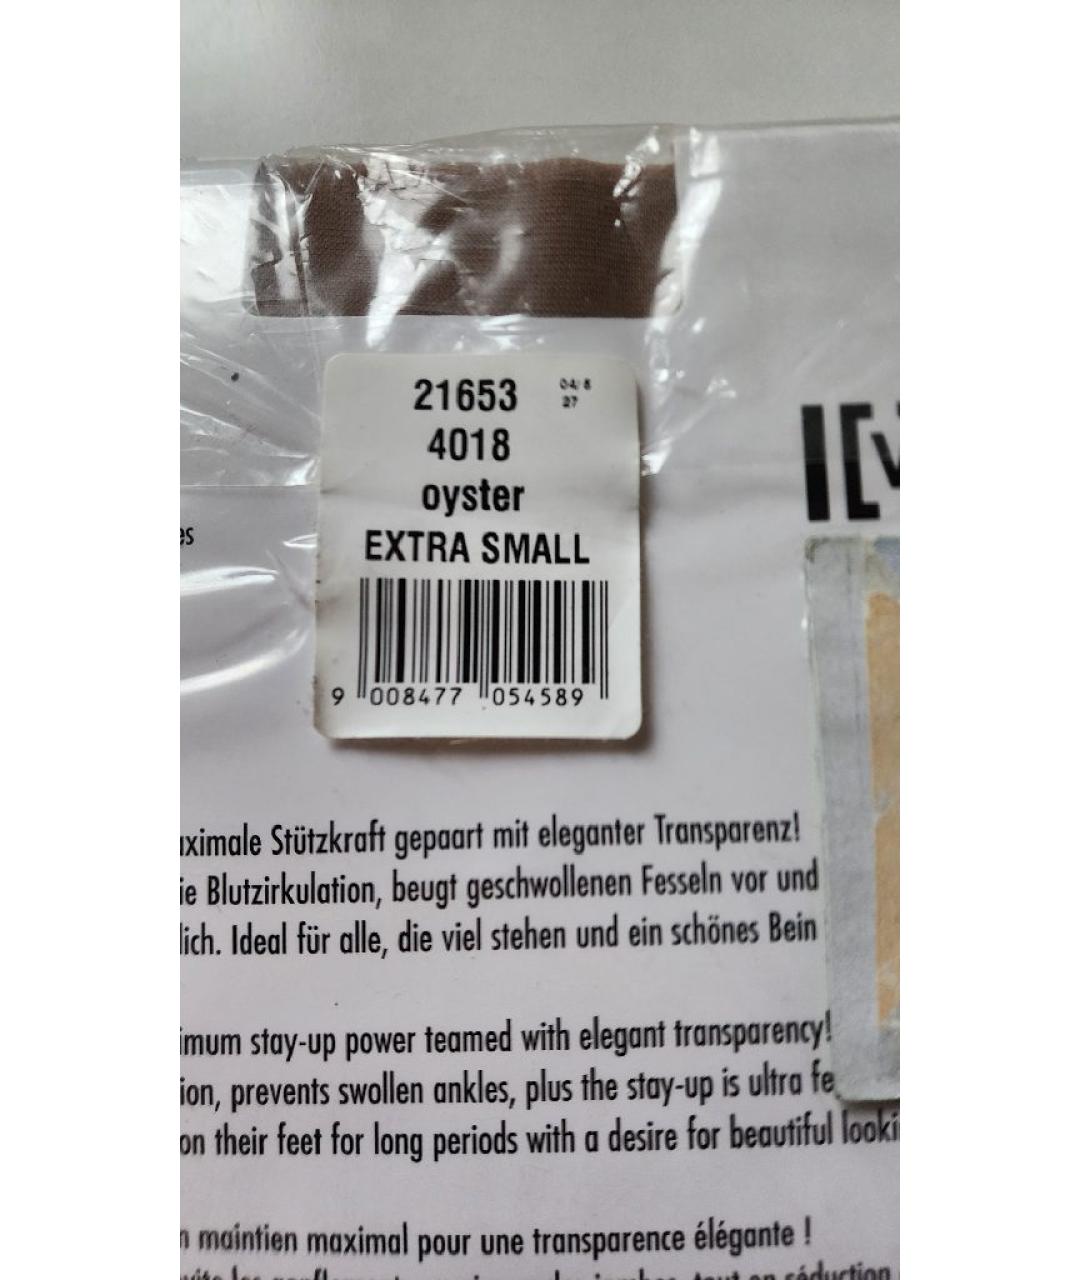 21653
04/8
27
4018
oyster
EXTRA SMALL
9 008477 054589
es
aximale Stützkraft gepaart mit eleganter Transparenz!
ie Blutzirkulation, beugt geschwollenen Fesseln vor und
lich. Ideal für alle, die viel stehen und ein schönes Bein
imum stay-up power teamed with elegant transparency!
ion, prevents swollen ankles, plus the stay-up is ultra fe
on their feet for long periods with a desire for beautiful looki
n maintien maximal pour une transparence élégante !